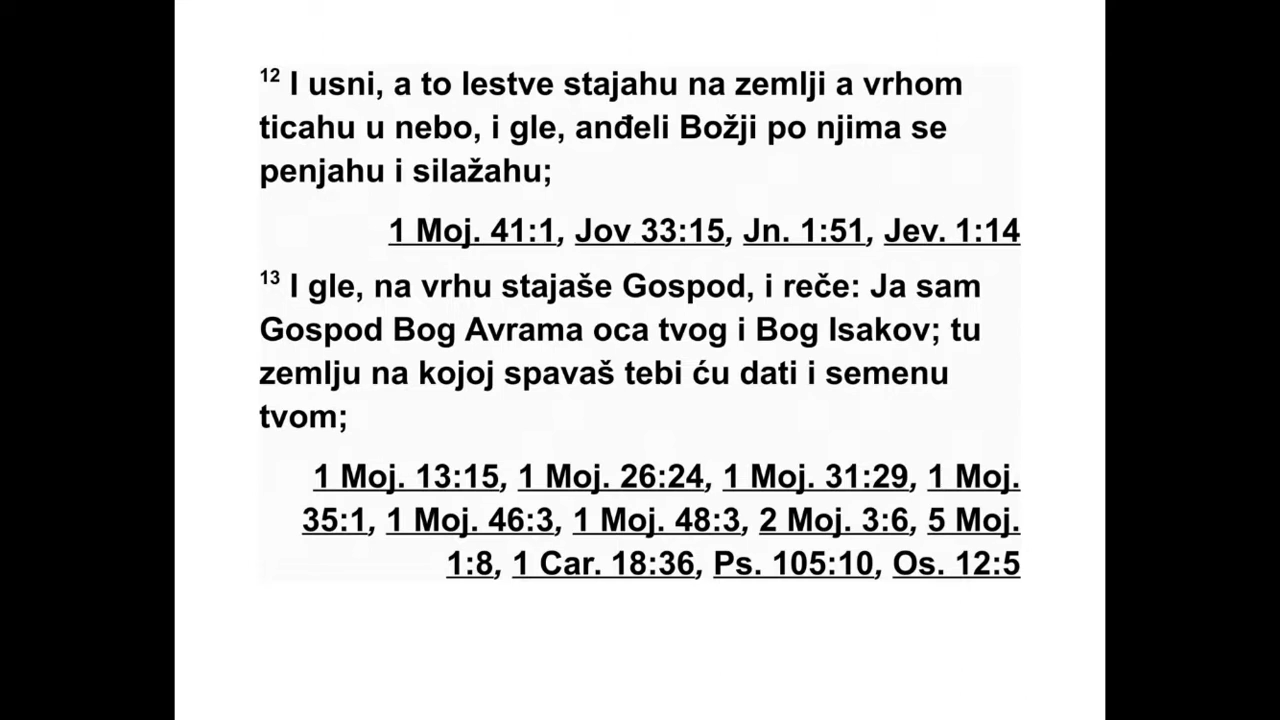 12 I usni, a to lestve stajahu na zemlji a vrhom
ticahu u nebo, i gle, anđeli Božji po njima se
penjahu i silažahu;
1 Moj. 41:1, Jov 33:15, Jn. 1:51, Jev. 1:14
13 I gle, na vrhu stajaše Gospod, i reče: Ja sam
Gospod Bog Avrama oca tvog i Bog Isakov; tu
zemlju na kojoj spavaš tebi ću dati i semenu
tvom;
1 Moj. 13:15, 1 Moj. 26:24, 1 Moj. 31:29, 1 Moj.
35:1, 1 Moj. 46:3, 1 Moj. 48:3, 2 Moj. 3:6, 5 Moj.
1:8, 1 Car. 18:36, Ps. 105:10, Os. 12:5